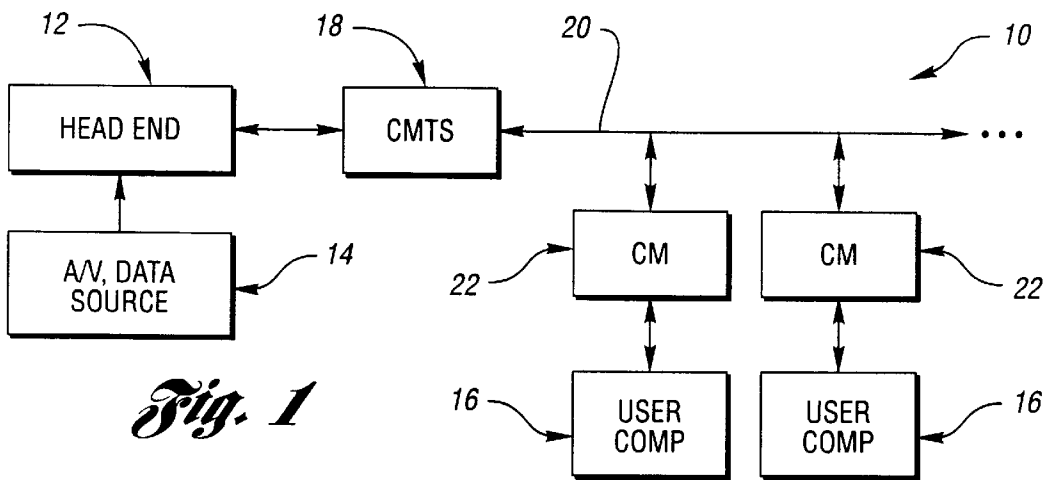 12
18
20
10
HEAD END
CMTS
•••
A/V, DATA
SOURCE
14
22
CM
CM
22
Fig. 1
16
USER
COMP
USER
COMP
16